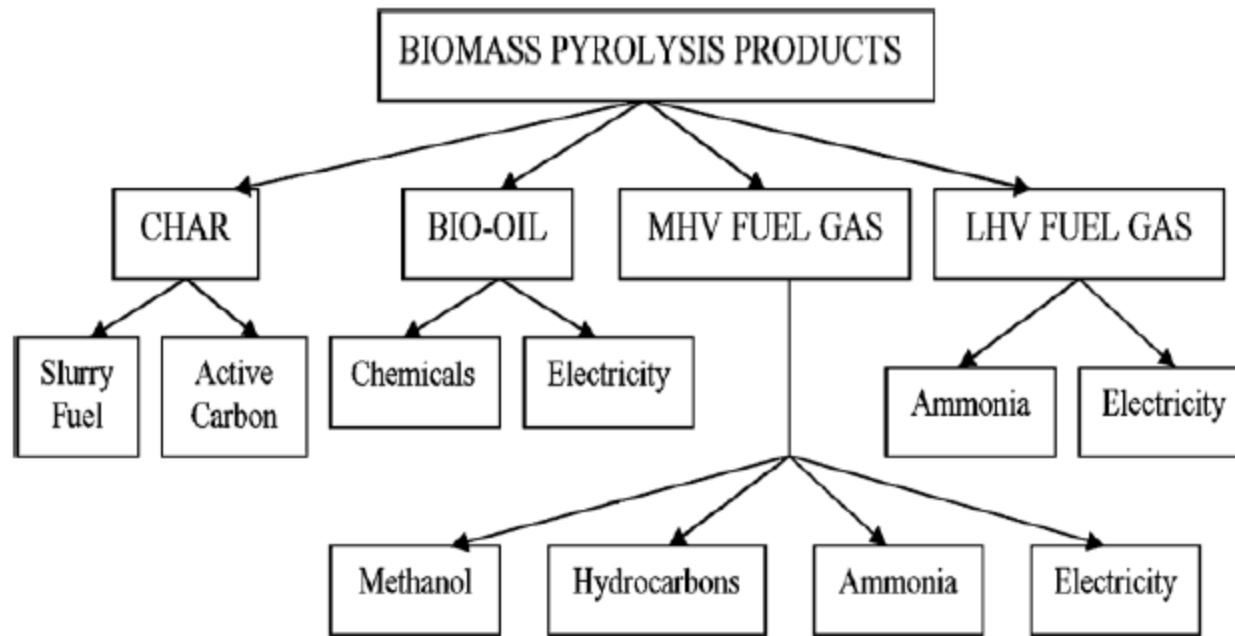 BIOMASS PYROLYSIS PRODUCTS
CHAR
BIO-OIL
MHV FUEL GAS
LHV FUEL GAS
Slurry
Fuel
Active
Carbon
Chemicals
Electricity
Ammonia
Electricity
Methanol
Hydrocarbons
Ammonia
Electricity